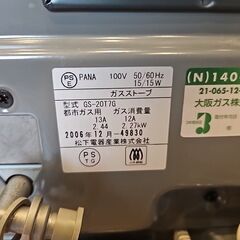 PS
E
PANA 100V 50/60Hz
15/15W
ガスストーブ
型式 GS-20T7G
都市ガス用 ガス消費量
13A 12A
2.44 2.27kW
2006年12月-49830
松下電器産業株式会社
PS
TG
(N)140
21-065-12-
大阪ガス株
3